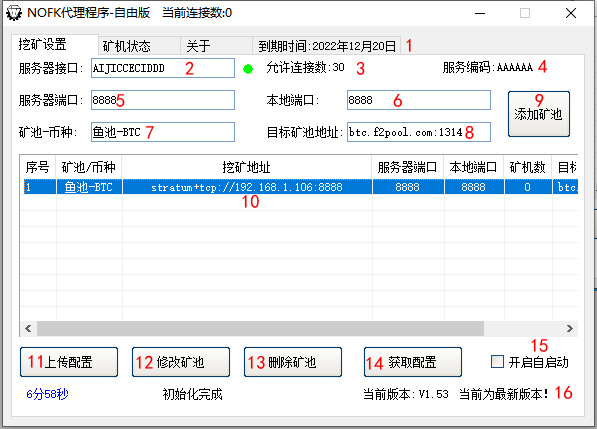 NOFK代理程序-自由版 当前连接数:0
挖矿设置 矿机状态 关于 到期时间:2022年12月20日 1
服务器接口: AIJICCECIDDD 2 允许连接数:30 3 服务编码:AAAAAA 4
服务器端口: 8888 5 本地端口: 8888 6 9 添加矿池
矿池-币种: 鱼池-BTC 7 目标矿池地址: btc.f2pool.com:1314 8
序号 矿池/币种 挖矿地址 服务器端口 本地端口 矿机数 目标
1 鱼池-BTC stratum+tcp://192.168.1.106:8888 8888 8888 0 btc.
10
15
11 上传配置 12 修改矿池 13 删除矿池 14 获取配置 开启自启动
6分58秒 初始化完成 当前版本: V1.53 当前为最新版本! 16